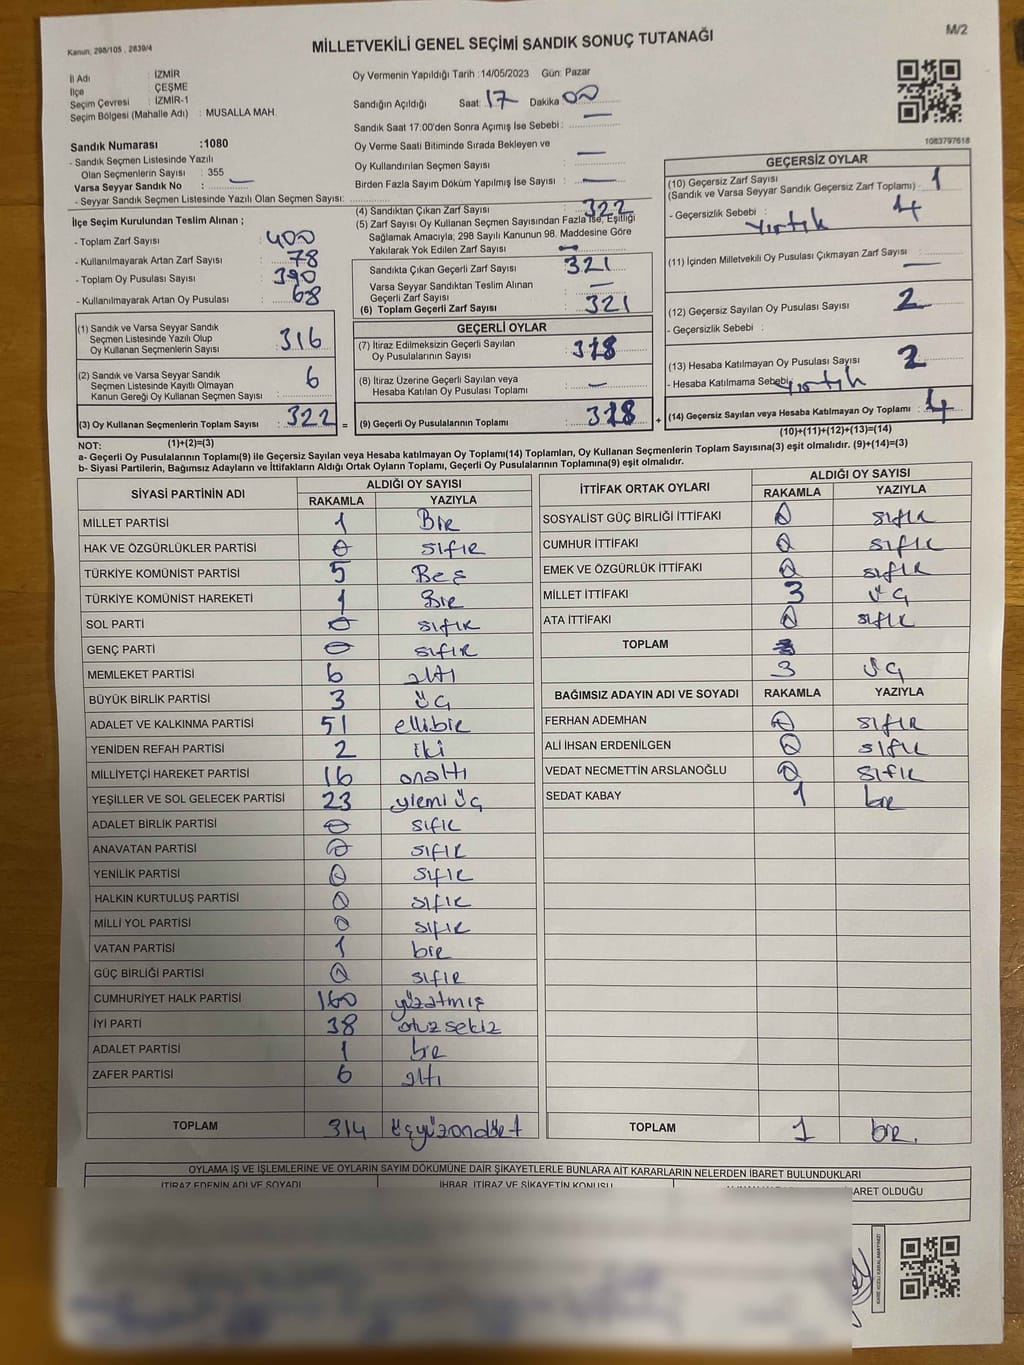 Kanun, 298/105 , 2839/4
MİLLETVEKİLİ GENEL SEÇİMİ SANDIK SONUÇ TUTANAĞI
M/2
İl Adı : İZMİR
İlçe : ÇEŞME
Seçim Çevresi : İZMİR-1
Seçim Bölgesi (Mahalle Adı) : MUSALLA MAH.
Sandık Numarası :1080
- Sandık Seçmen Listesinde Yazılı
Olan Seçmenlerin Sayısı : 355
Varsa Seyyar Sandık No : —
- Seyyar Sandık Seçmen Listesinde Yazılı Olan Seçmen Sayısı:
Oy Vermenin Yapıldığı Tarih :14/05/2023 Gün: Pazar
Sandığın Açıldığı Saat: 17 Dakika 00
Sandık Saat 17:00'den Sonra Açımış İse Sebebi : —
Oy Verme Saati Bitiminde Sırada Bekleyen ve
Oy Kullandırılan Seçmen Sayısı : —
Birden Fazla Sayım Döküm Yapılmış İse Sayısı : —
1083797618
İlçe Seçim Kurulundan Teslim Alınan ;
- Toplam Zarf Sayısı : 400
- Kullanılmayarak Artan Zarf Sayısı : 78
- Toplam Oy Pusulası Sayısı : 390
- Kullanılmayarak Artan Oy Pusulası : 68
(1) Sandık ve Varsa Seyyar Sandık
Seçmen Listesinde Yazılı Olup
Oy Kullanan Seçmenlerin Sayısı : 316
(2) Sandık ve Varsa Seyyar Sandık
Seçmen Listesinde Kayıtlı Olmayan
Kanun Gereği Oy Kullanan Seçmen Sayısı : 6
(3) Oy Kullanan Seçmenlerin Toplam Sayısı : 322 =
(4) Sandıktan Çıkan Zarf Sayısı : 322
(5) Zarf Sayısı Oy Kullanan Seçmen Sayısından Fazla İse, Eşitliği
Sağlamak Amacıyla, 298 Sayılı Kanunun 98. Maddesine Göre
Yakılarak Yok Edilen Zarf Sayısı : —
Sandıkta Çıkan Geçerli Zarf Sayısı : 321
Varsa Seyyar Sandıktan Teslim Alınan
Geçerli Zarf Sayısı : —
(6) Toplam Geçerli Zarf Sayısı : 321
GEÇERLİ OYLAR
(7) İtiraz Edilmeksizin Geçerli Sayılan
Oy Pusulalarının Sayısı : 318
(8) İtiraz Üzerine Geçerli Sayılan veya
Hesaba Katılan Oy Pusulası Toplamı : —
(9) Geçerli Oy Pusulalarının Toplamı : 318 +
GEÇERSİZ OYLAR
(10) Geçersiz Zarf Sayısı
(Sandık ve Varsa Seyyar Sandık Geçersiz Zarf Toplamı) : 1
- Geçersizlik Sebebi : Yırtık
(11) İçinden Milletvekili Oy Pusulası Çıkmayan Zarf Sayısı : —
(12) Geçersiz Sayılan Oy Pusulası Sayısı : 2
- Geçersizlik Sebebi :
(13) Hesaba Katılmayan Oy Pusulası Sayısı : 2
- Hesaba Katılmama Sebebi: yırtık
(14) Geçersiz Sayılan veya Hesaba Katılmayan Oy Toplamı : 4
NOT: (1)+(2)=(3)
(10)+(11)+(12)+(13)=(14)
a- Geçerli Oy Pusulasının Toplamı(9) ile Geçersiz Sayılan veya Hesaba katılmayan Oy Toplamı(14) Toplamları, Oy Kullanan Seçmenlerin Toplam Sayısına(3) eşit olmalıdır. (9)+(14)=(3)
b- Siyasi Partilerin, Bağımsız Adayların ve İttifakların Aldığı Ortak Oyların Toplamı, Geçerli Oy Pusulalarının Toplamına(9) eşit olmalıdır.
SİYASİ PARTİNİN ADI ALDIĞI OY SAYISI
RAKAMLA YAZIYLA
MİLLET PARTİSİ 1 Bir
HAK VE ÖZGÜRLÜKLER PARTİSİ 0 sıfır
TÜRKİYE KOMÜNİST PARTİSİ 5 Beş
TÜRKİYE KOMÜNİST HAREKETİ 1 Bir
SOL PARTİ 0 sıfır
GENÇ PARTİ 0 sıfır
MEMLEKET PARTİSİ 6 altı
BÜYÜK BİRLİK PARTİSİ 3 üç
ADALET VE KALKINMA PARTİSİ 51 ellibir
YENİDEN REFAH PARTİSİ 2 iki
MİLLİYETÇİ HAREKET PARTİSİ 16 onaltı
YEŞİLLER VE SOL GELECEK PARTİSİ 23 yiemi üç
ADALET BİRLİK PARTİSİ 0 sıfır
ANAVATAN PARTİSİ 0 sıfır
YENİLİK PARTİSİ 0 sıfır
HALKIN KURTULUŞ PARTİSİ 0 sıfır
MİLLİ YOL PARTİSİ 0 sıfır
VATAN PARTİSİ 1 bir
GÜÇ BİRLİĞİ PARTİSİ 0 sıfır
CUMHURİYET HALK PARTİSİ 160 yüzatmış
İYİ PARTİ 38 otuz sekiz
ADALET PARTİSİ 1 bir
ZAFER PARTİSİ 6 altı
TOPLAM 314 üçyüzondört
İTTİFAK ORTAK OYLARI ALDIĞI OY SAYISI
RAKAMLA YAZIYLA
SOSYALİST GÜÇ BİRLİĞİ İTTİFAKI 0 sıfır
CUMHUR İTTİFAKI 0 sıfır
EMEK VE ÖZGÜRLÜK İTTİFAKI 0 sıfır
MİLLET İTTİFAKI 3 üç
ATA İTTİFAKI 0 sıfır
TOPLAM
3 üç
BAĞIMSIZ ADAYIN ADI VE SOYADI RAKAMLA YAZIYLA
FERHAN ADEMHAN 0 sıfır
ALİ İHSAN ERDENİLGEN 0 sıfır
VEDAT NECMETTİN ARSLANOĞLU 0 sıfır
SEDAT KABAY 1 bir
TOPLAM 1 bir.
OYLAMA İŞ VE İŞLEMLERİNE VE OYLARIN SAYIM DÖKÜMÜNE DAİR ŞİKAYETLERLE BUNLARA AİT KARARLARIN NELERDEN İBARET BULUNDUKLARI
İTİRAZ EDENİN ADI VE SOYADI İHBAR, İTİRAZ VE ŞİKAYETİN KONUSU BARET OLDUĞU